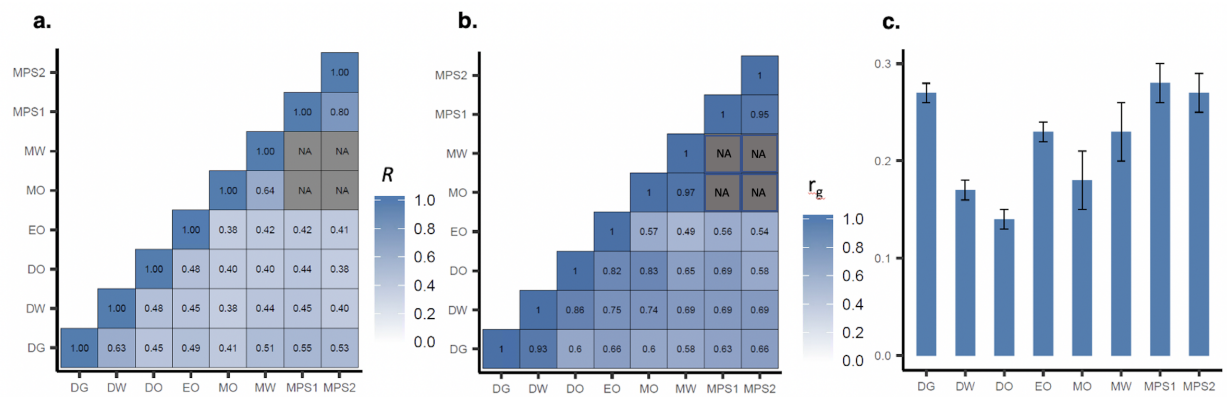 a.
MPS2 1.00
MPS1 1.00 0.80
MW 1.00 NA NA
MO 1.00 0.64 NA NA
EO 1.00 0.38 0.42 0.42 0.41
DO 1.00 0.48 0.40 0.40 0.44 0.38
DW 1.00 0.48 0.45 0.38 0.44 0.45 0.40
DG 1.00 0.63 0.45 0.49 0.41 0.51 0.55 0.53
DG DW DO EO MO MW MPS1 MPS2
R
1.0
0.8
0.6
0.4
0.2
0.0
b.
MPS2 1
MPS1 1 0.95
MW 1 NA NA
MO 1 0.97 NA NA
EO 1 0.57 0.49 0.56 0.54
DO 1 0.82 0.83 0.65 0.69 0.58
DW 1 0.86 0.75 0.74 0.69 0.69 0.69
DG 1 0.93 0.6 0.66 0.6 0.58 0.63 0.66
DG DW DO EO MO MW MPS1 MPS2
rg
1.0
0.8
0.6
0.4
0.2
0.0
c.
0.3
0.2
0.1
0.0
DG DW DO EO MO MW MPS1 MPS2